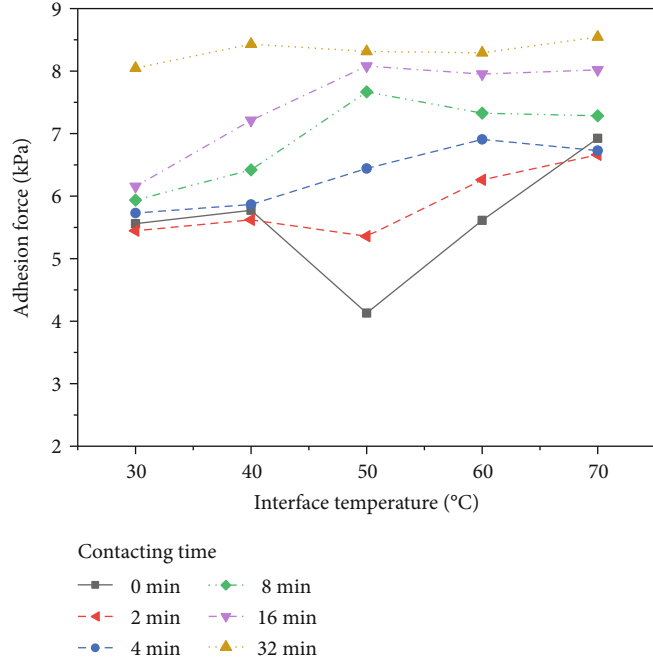 9
8
7
6
5
4
3
2
Adhesion force (kPa)
30 40 50 60 70
Interface temperature (°C)
Contacting time
0 min 8 min
2 min 16 min
4 min 32 min